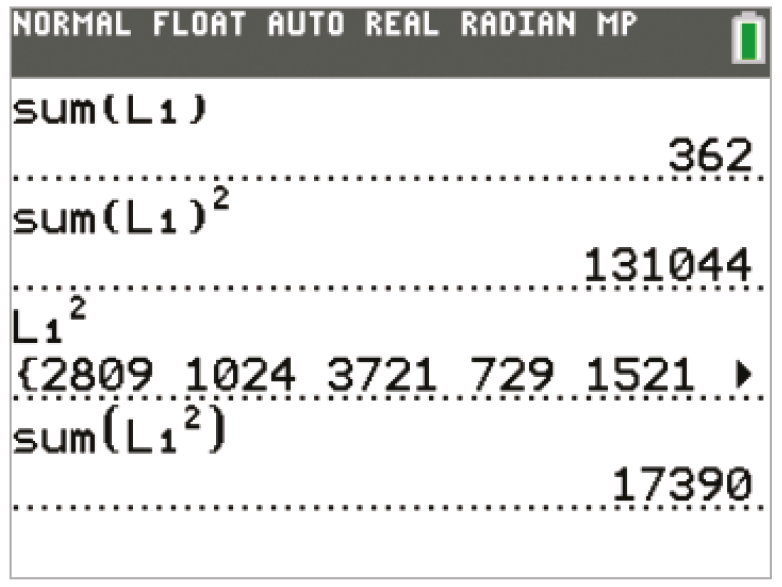 NORMAL FLOAT AUTO REAL RADIAN MP
sum(L₁)
362
sum(L₁)²
131044
L₁²
{2809 1024 3721 729 1521 ▶
sum(L₁²)
17390